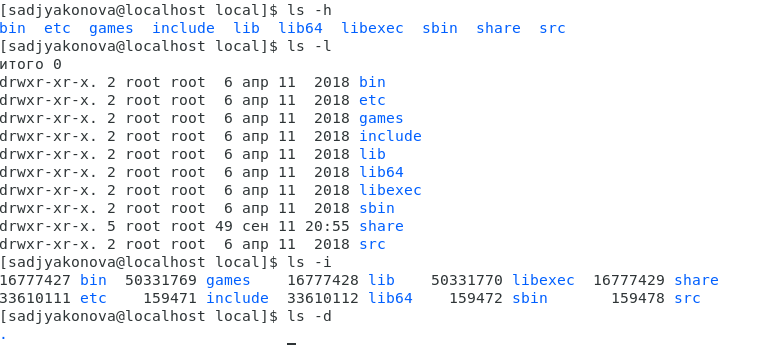 [sadjyakonova@localhost local]$ ls -h
bin  etc  games  include  lib  lib64  libexec  sbin  share  src
[sadjyakonova@localhost local]$ ls -l
итого 0
drwxr-xr-x. 2 root root  6 апр 11  2018 bin
drwxr-xr-x. 2 root root  6 апр 11  2018 etc
drwxr-xr-x. 2 root root  6 апр 11  2018 games
drwxr-xr-x. 2 root root  6 апр 11  2018 include
drwxr-xr-x. 2 root root  6 апр 11  2018 lib
drwxr-xr-x. 2 root root  6 апр 11  2018 lib64
drwxr-xr-x. 2 root root  6 апр 11  2018 libexec
drwxr-xr-x. 2 root root  6 апр 11  2018 sbin
drwxr-xr-x. 5 root root 49 сен 11 20:55 share
drwxr-xr-x. 2 root root  6 апр 11  2018 src
[sadjyakonova@localhost local]$ ls -i
16777427 bin  50331769 games    16777428 lib    50331770 libexec  16777429 share
33610111 etc    159471 include  33610112 lib64    159472 sbin       159478 src
[sadjyakonova@localhost local]$ ls -d
.